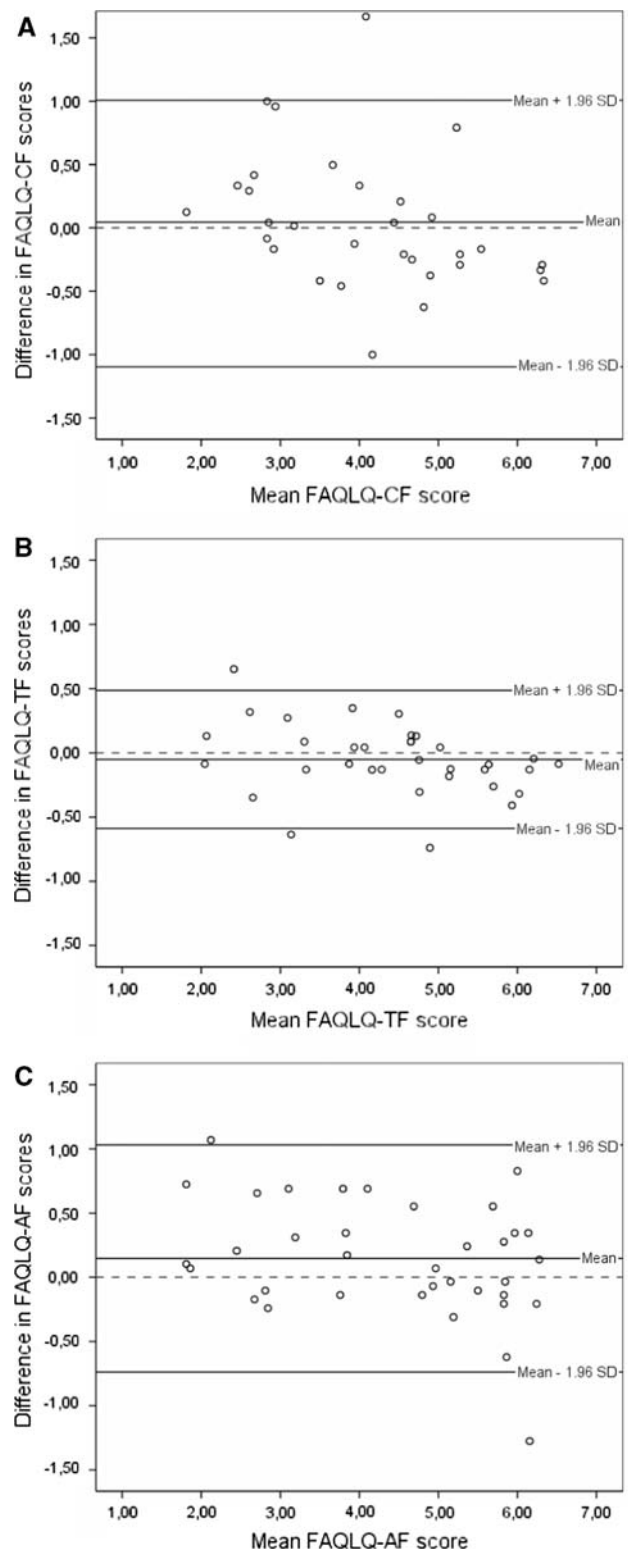 A
Difference in FAQLQ-CF scores
1,50
1,00
0,50
0,00
-0,50
-1,00
-1,50
Mean + 1.96 SD
Mean
Mean - 1.96 SD
1,00 2,00 3,00 4,00 5,00 6,00 7,00
Mean FAQLQ-CF score
B
Difference in FAQLQ-TF scores
1,50
1,00
0,50
0,00
-0,50
-1,00
-1,50
Mean + 1.96 SD
Mean
Mean - 1.96 SD
1,00 2,00 3,00 4,00 5,00 6,00 7,00
Mean FAQLQ-TF score
C
Difference in FAQLQ-AF scores
1,50
1,00
0,50
0,00
-0,50
-1,00
-1,50
Mean + 1.96 SD
Mean
Mean - 1.96 SD
1,00 2,00 3,00 4,00 5,00 6,00 7,00
Mean FAQLQ-AF score